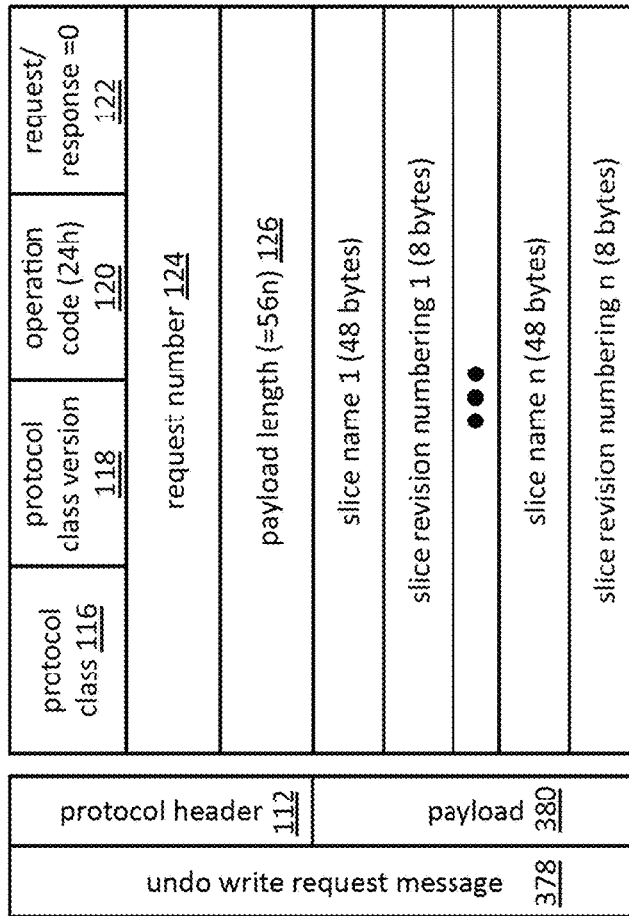 undo write request message
378
protocol header 112
payload 380
protocol
class 116
protocol
class version
118
operation
code (24h)
120
request/
response =0
122
request number 124
payload length (=56n) 126
slice name 1 (48 bytes)
slice revision numbering 1 (8 bytes)
●●●
slice name n (48 bytes)
slice revision numbering n (8 bytes)